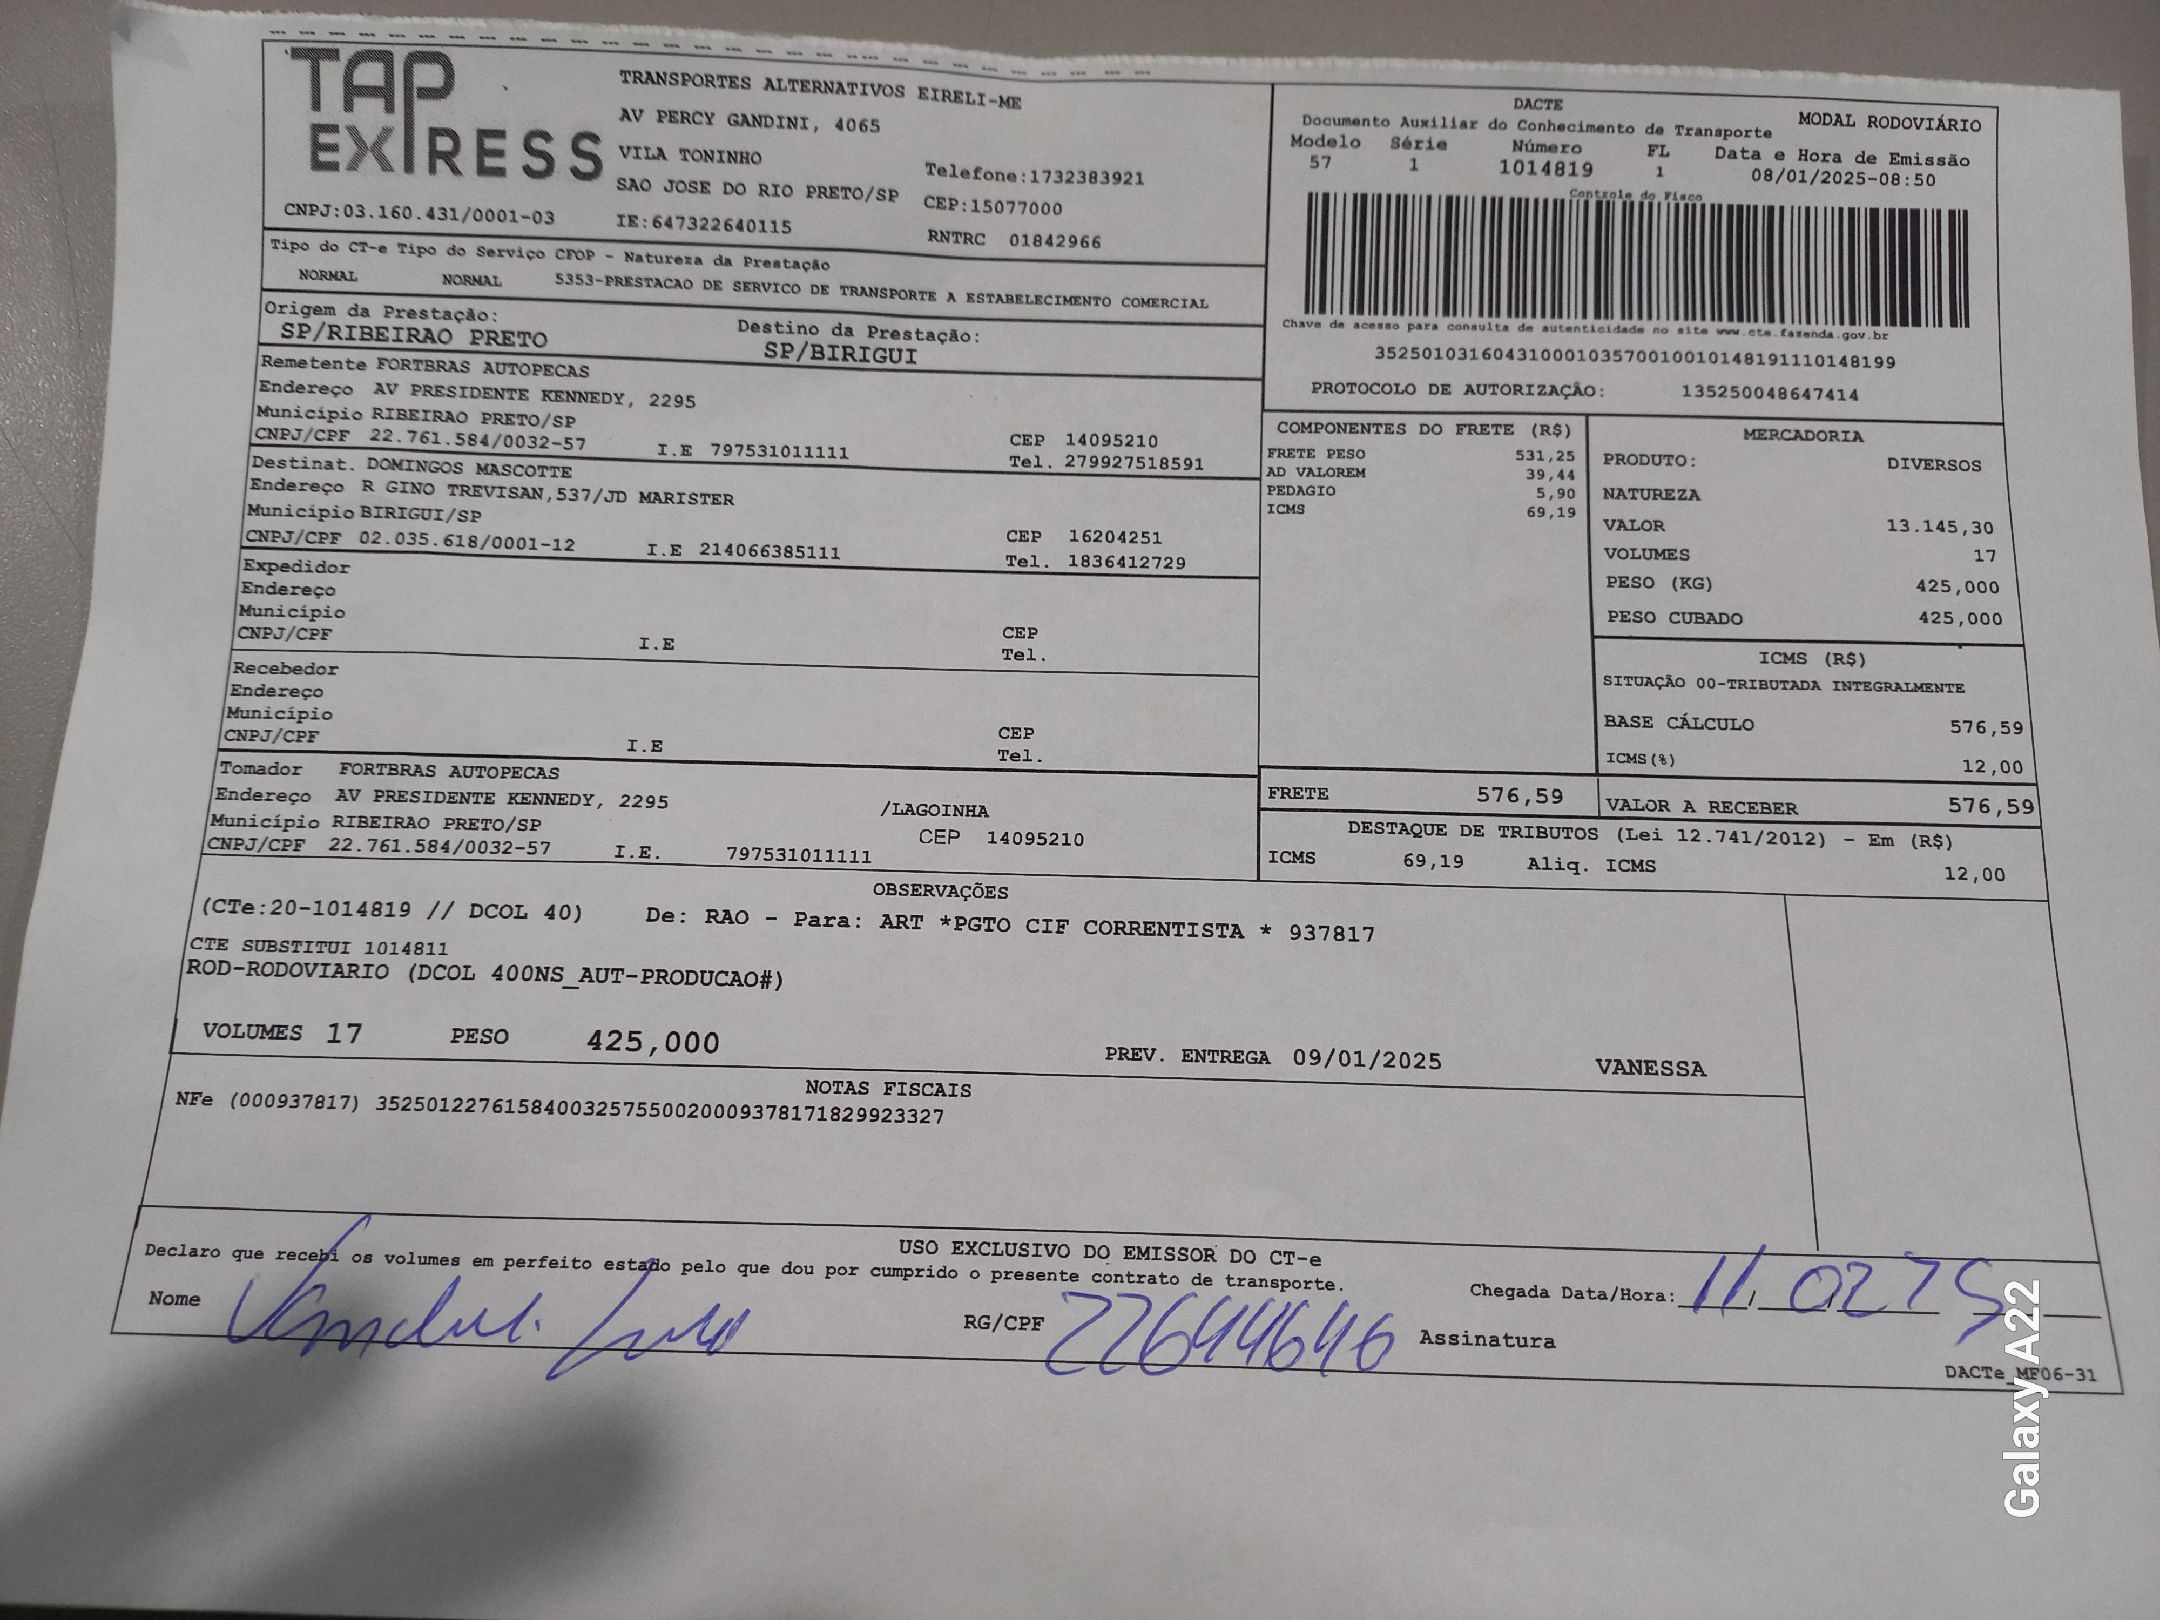 TAP EXPRESS
TRANSPORTES ALTERNATIVOS EIRELI-ME
AV PERCY GANDINI, 4065
VILA TONINHO
SAO JOSE DO RIO PRETO/SP
Telefone:1732383921
CEP:15077000
CNPJ:03.160.431/0001-03 IE:647322640115 RNTRC 01842966
DACTE MODAL RODOVIÁRIO
Documento Auxiliar do Conhecimento de Transporte
Modelo Série Número FL Data e Hora de Emissão
57 1 1014819 1 08/01/2025-08:50
Controle do Fisco
Chave de acesso para consulta de autenticidade no site www.cte.fazenda.gov.br
35250103160431000103570010010148191110148199
PROTOCOLO DE AUTORIZAÇÃO: 135250048647414
Tipo do CT-e Tipo do Serviço CFOP - Natureza da Prestação
NORMAL NORMAL 5353-PRESTACAO DE SERVICO DE TRANSPORTE A ESTABELECIMENTO COMERCIAL
Origem da Prestação: Destino da Prestação:
SP/RIBEIRAO PRETO SP/BIRIGUI
Remetente FORTBRAS AUTOPECAS
Endereço AV PRESIDENTE KENNEDY, 2295
Município RIBEIRAO PRETO/SP CEP 14095210
CNPJ/CPF 22.761.584/0032-57 I.E 797531011111 Tel. 279927518591
Destinat. DOMINGOS MASCOTTE
Endereço R GINO TREVISAN,537/JD MARISTER
Município BIRIGUI/SP CEP 16204251
CNPJ/CPF 02.035.618/0001-12 I.E 214066385111 Tel. 1836412729
Expedidor
Endereço
Município CEP
CNPJ/CPF I.E Tel.
Recebedor
Endereço
Município CEP
CNPJ/CPF I.E Tel.
Tomador FORTBRAS AUTOPECAS
Endereço AV PRESIDENTE KENNEDY, 2295 /LAGOINHA
Município RIBEIRAO PRETO/SP CEP 14095210
CNPJ/CPF 22.761.584/0032-57 I.E. 797531011111
COMPONENTES DO FRETE (R$)
FRETE PESO 531,25
AD VALOREM 39,44
PEDAGIO 5,90
ICMS 69,19
MERCADORIA
PRODUTO: DIVERSOS
NATUREZA
VALOR 13.145,30
VOLUMES 17
PESO (KG) 425,000
PESO CUBADO 425,000
ICMS (R$)
SITUAÇÃO 00-TRIBUTADA INTEGRALMENTE
BASE CÁLCULO 576,59
ICMS(%) 12,00
FRETE 576,59 VALOR A RECEBER 576,59
DESTAQUE DE TRIBUTOS (Lei 12.741/2012) - Em (R$)
ICMS 69,19 Aliq. ICMS 12,00
OBSERVAÇÕES
(CTe:20-1014819 // DCOL 40) De: RAO - Para: ART *PGTO CIF CORRENTISTA * 937817
CTE SUBSTITUI 1014811
ROD-RODOVIARIO (DCOL 400NS_AUT-PRODUCAO#)
VOLUMES 17 PESO 425,000 PREV. ENTREGA 09/01/2025 VANESSA
NOTAS FISCAIS
NFe (000937817) 35250122761584003257550020009378171829923327
USO EXCLUSIVO DO EMISSOR DO CT-e
Declaro que recebi os volumes em perfeito estado pelo que dou por cumprido o presente contrato de transporte.
Nome RG/CPF 22644646 Assinatura Chegada Data/Hora:
DACTe_MF06-31
Galaxy A22